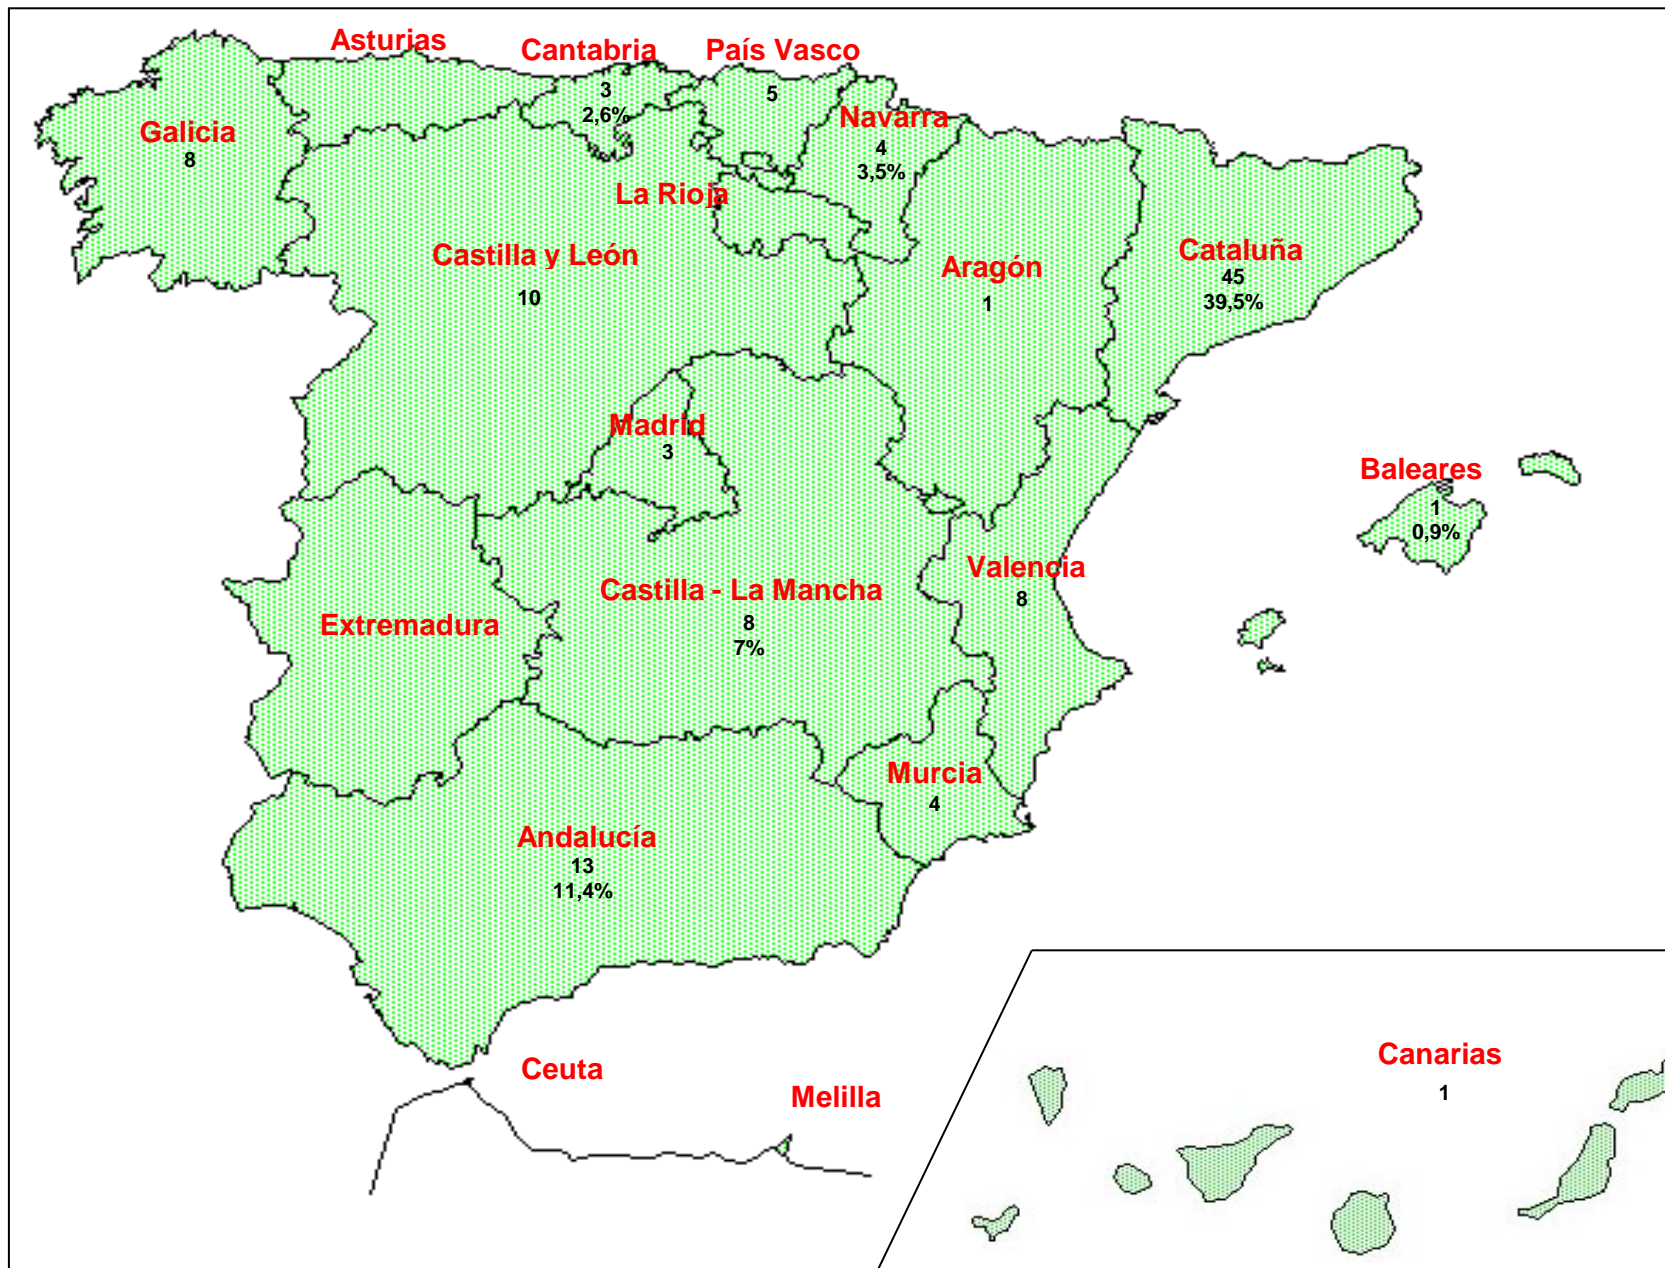 Asturias
Cantabria
3
2,6%
País Vasco
5
Galicia
8
Navarra
4
3,5%
La Rioja
Castilla y León
10
Aragón
1
Cataluña
45
39,5%
Madrid
3
Baleares
1
0,9%
Valencia
8
Castilla - La Mancha
8
7%
Extremadura
Murcia
4
Andalucía
13
11,4%
Ceuta
Melilla
Canarias
1